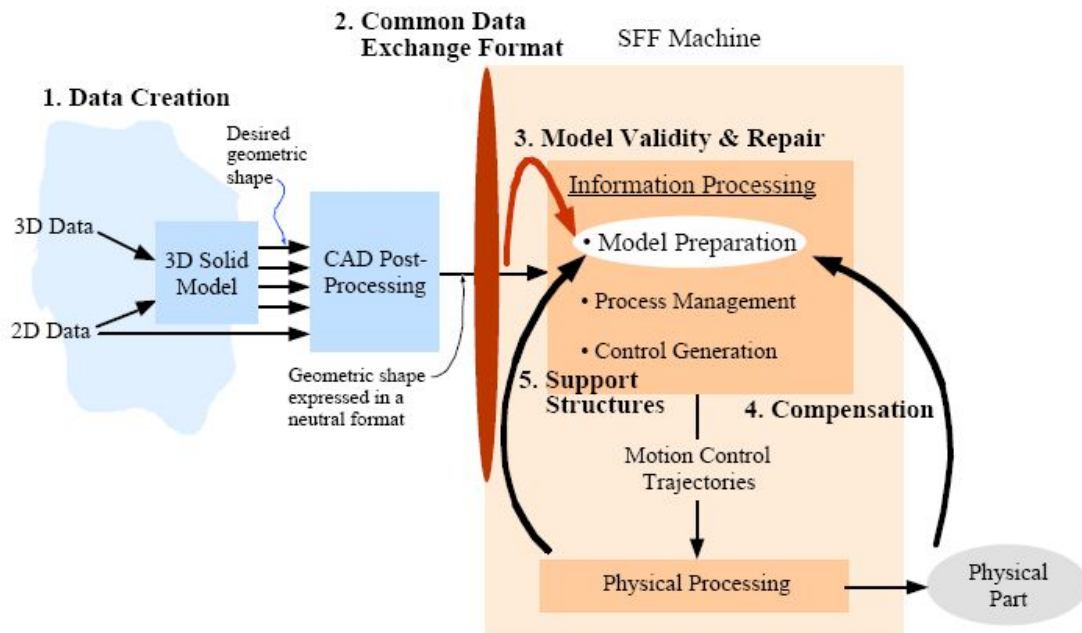 2. Common Data
Exchange Format
SFF Machine
1. Data Creation
Desired
geometric
shape
3. Model Validity & Repair
Information Processing
3D Data
3D Solid
Model
CAD Post-
Processing
• Model Preparation
2D Data
• Process Management
• Control Generation
Geometric shape
expressed in a
neutral format
5. Support
Structures
4. Compensation
Motion Control
Trajectories
Physical Processing
Physical
Part